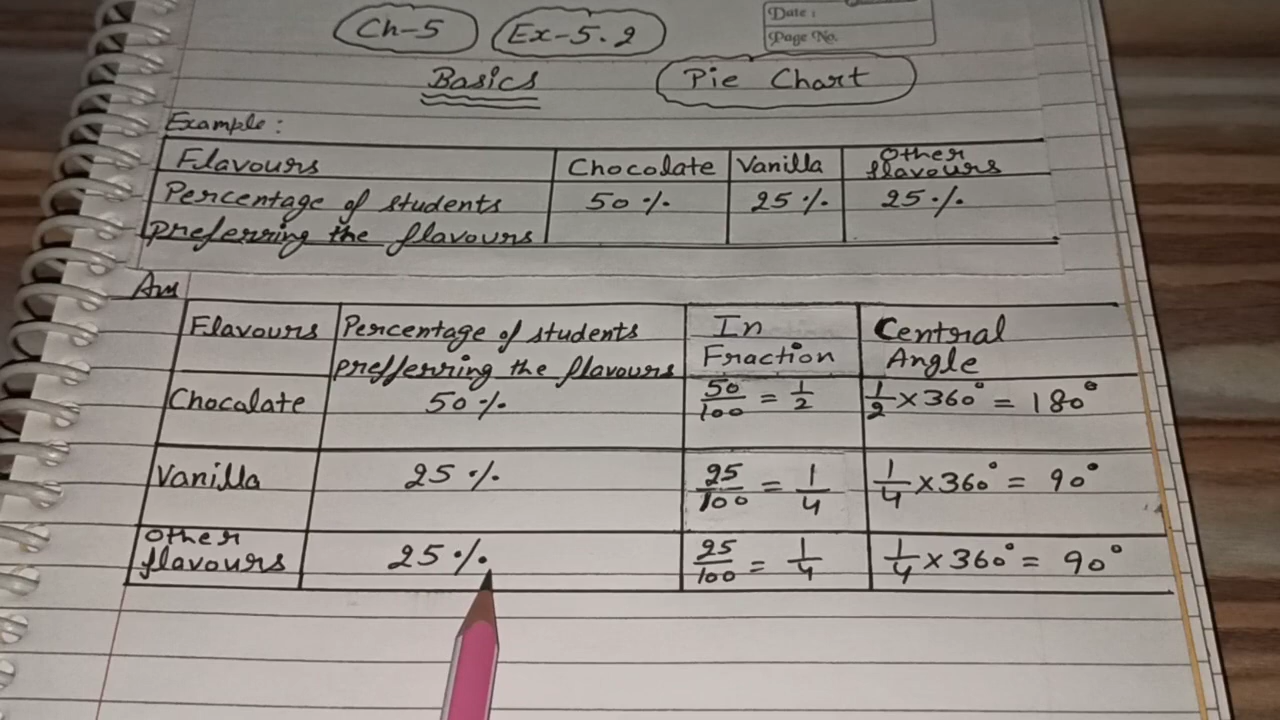 Ch-5 Ex-5.2
Date :
Page No.
Basics Pie Chart
Example :
Flavours Chocolate Vanilla Other flavours
Percentage of students preferring the flavours 50% 25% 25%
Ans
Flavours Percentage of students prefferring the flavours In Fraction Central Angle
Chocolate 50% 50/100 = 1/2 1/2 × 360° = 180°
Vanilla 25% 25/100 = 1/4 1/4 × 360° = 90°
Other flavours 25% 25/100 = 1/4 1/4 × 360° = 90°